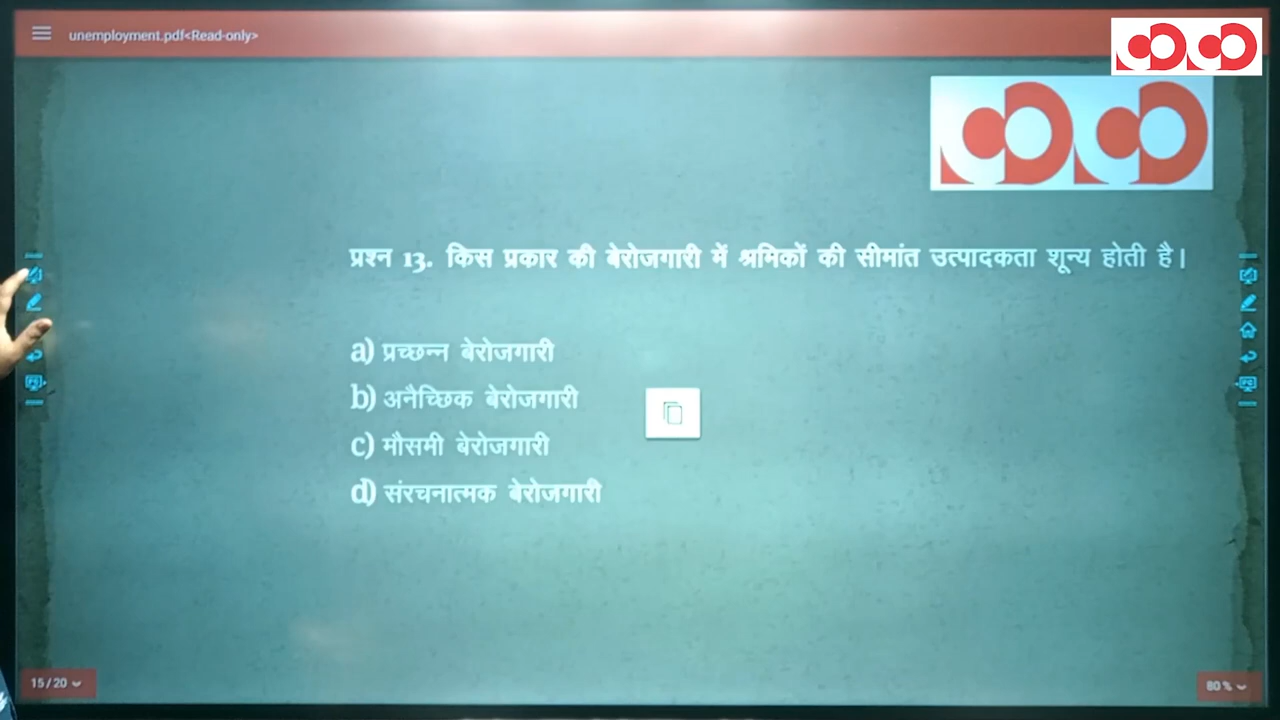 unemployment.pdf<Read-only>
प्रश्न 13. किस प्रकार की बेरोजगारी में श्रमिकों की सीमांत उत्पादकता शून्य होती है।
a) प्रच्छन्न बेरोजगारी
b) अनैच्छिक बेरोजगारी
c) मौसमी बेरोजगारी
d) संरचनात्मक बेरोजगारी
15/20
80%